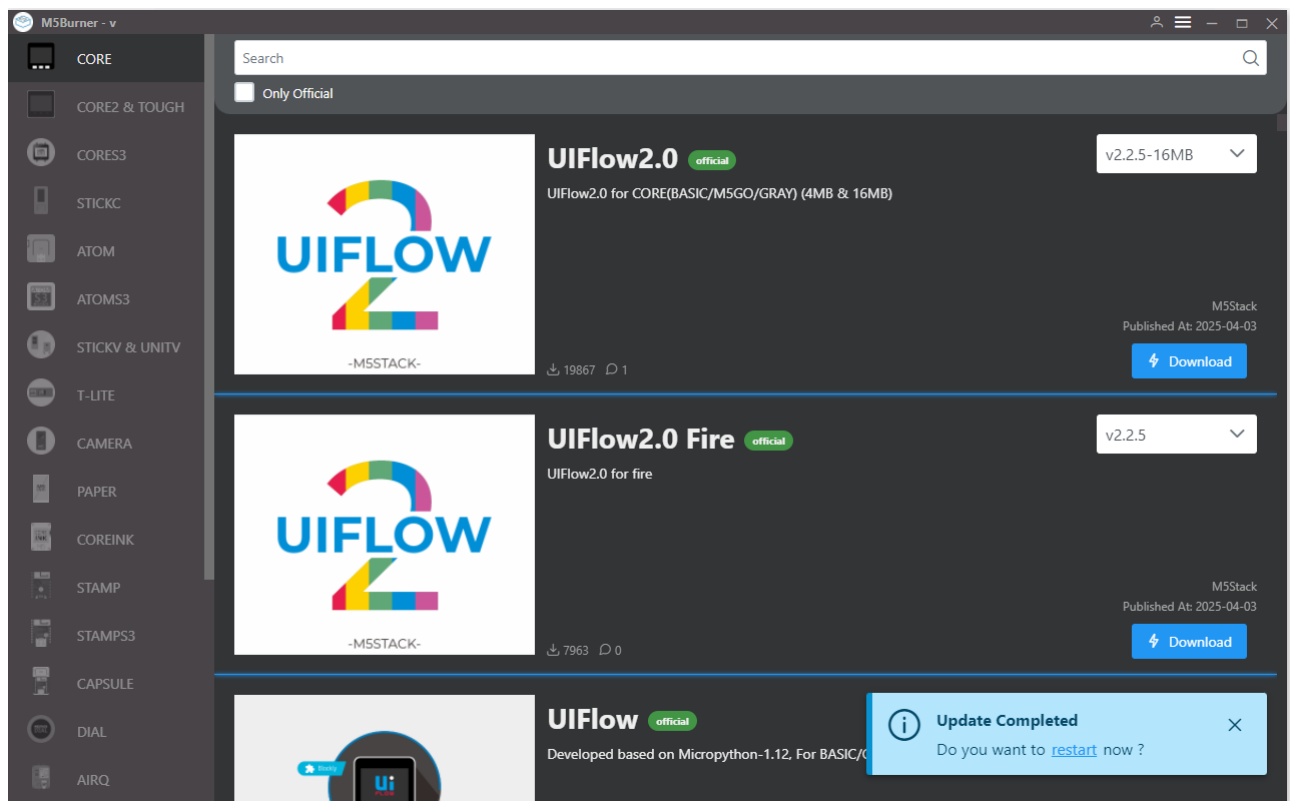 M5Burner - v
CORE
CORE2 & TOUGH
CORES3
STICKC
ATOM
ATOMS3
STICKV & UNITV
T-LITE
CAMERA
PAPER
COREINK
STAMP
STAMPS3
CAPSULE
DIAL
AIRQ
Search
Only Official
UIFLOW
-M5STACK-
UIFlow2.0 official
v2.2.5-16MB
UIFlow2.0 for CORE(BASIC/M5GO/GRAY) (4MB & 16MB)
M5Stack
Published At: 2025-04-03
Download
19867 1
UIFLOW
-M5STACK-
UIFlow2.0 Fire official
v2.2.5
UIFlow2.0 for fire
M5Stack
Published At: 2025-04-03
Download
7963 0
Ui
FLOW
UIFlow official
Developed based on Micropython-1.12, For BASIC/
Update Completed
Do you want to restart now ?